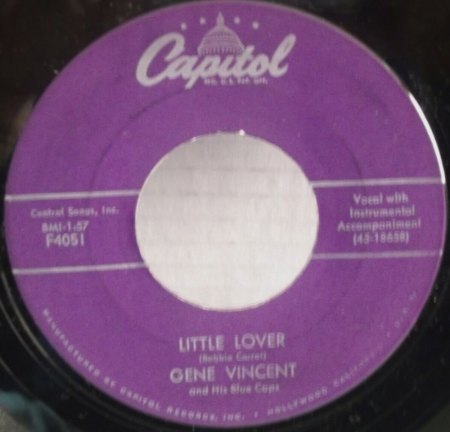 Capitol
REG. U.S. PAT. OFF.
Central Songs, Inc.
BMI-1:57
F4051
Vocal with
Instrumental
Accompaniment
(45-18658)
LITTLE LOVER
(Bobbie Carrol)
GENE VINCENT
and His Blue Caps
MANUFACTURED BY CAPITOL RECORDS, INC. • HOLLYWOOD CALIFORNIA, U.S.A.